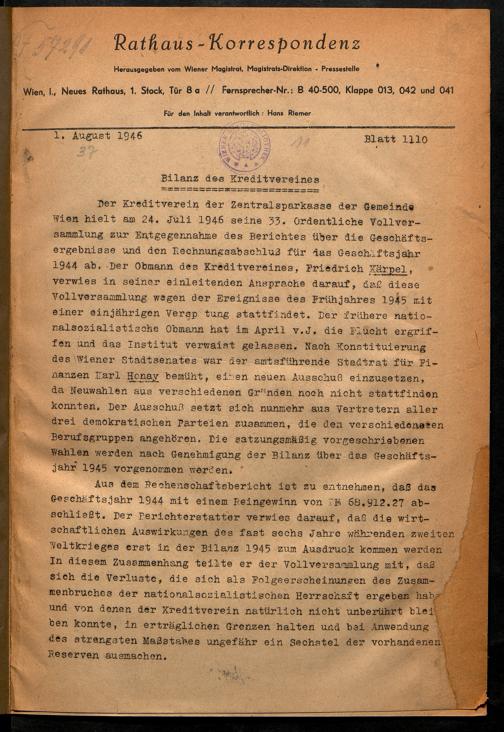 Rathaus-Korrespondenz
Herausgegeben vom Wiener Magistrat, Magistrats-Direktion - Pressestelle
Wien, I., Neues Rathaus, 1. Stock, Tür 8a // Fernsprecher-Nr.: B 40-500, Klappe 013, 042 und 041
Für den Inhalt verantwortlich: Hans Riemer
1. August 1946 Blatt 1110
37 11
Bilanz des Kreditvereines
Der Kreditverein der Zentralsparkasse der Gemeinde
Wien hielt am 24. Juli 1946 seine 33. Ordentliche Vollver-
sammlung zur Entgegennahme des Berichtes über die Geschäfts-
ergebnisse und den Rechnungsabschluß für das Geschäftsjahr
1944 ab. Der Obmann des Kreditvereines, Friedrich Kärpel,
verwies in seiner einleitenden Ansprache darauf, daß diese
Vollversammlung wegen der Ereignisse des Frühjahres 1945 mit
einer einjährigen Versp tung stattfindet. Der frühere natio-
nalsozialistische Obmann hat im April v.J. die Flucht ergrif-
fen und das Institut verwaist gelassen. Nach Konstituierung
des Wiener Stadtsenates war der amtsführende Stadtrat für Fi-
nanzen Karl Honay bemüht, einen neuen Ausschuß einzusetzen,
da Neuwahlen aus verschiedenen Gründen noch nicht stattfinden
konnten. Der Ausschuß setzt sich nunmehr aus Vertretern aller
drei demokratischen Parteien zusammen, die den verschiedensten
Berufsgruppen angehören. Die satzungsmäßig vorgeschriebenen
Wahlen werden nach Genehmigung der Bilanz über das Geschäfts-
jahr 1945 vorgenommen werden.
Aus dem Rechenschaftsbericht ist zu entnehmen, daß das
Geschäftsjahr 1944 mit einem Reingewinn von RM 68.912.27 ab-
schließt. Der Berichterstatter verwies darauf, daß die wirt-
schaftlichen Auswirkungen des fast sechs Jahre währenden zweiten
Weltkrieges erst in der Bilanz 1945 zum Ausdruck kommen werden
In diesem Zusammenhang teilte er der Vollversammlung mit, daß
sich die Verluste, die sich als Folgeerscheinungen des Zusam-
menbruches der nationalsozialistischen Herrschaft ergeben hab
und von denen der Kreditverein natürlich nicht unberührt blei
ben konnte, in erträglichen Grenzen halten und bei Anwendung
des strengsten Maßstabes ungefähr ein Sechstel der vorhandenen
Reserven ausmachen.